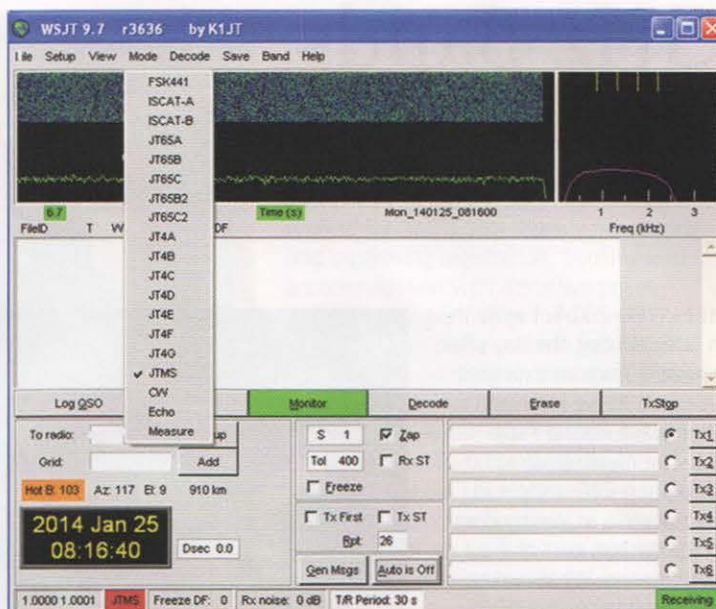 WSJT 9.7 r3636 by K1JT
File Setup View Mode Decode Save Band Help
FSK441
ISCAT-A
ISCAT-B
JT65A
JT65B
JT65C
JT65B2
JT65C2
JT4A
JT4B
JT4C
JT4D
JT4E
JT4F
JT4G
JTMS
CW
Echo
Measure
6.7 Time (s) Mon_140125_081600 1 2 3
FileID T W DF Freq (kHz)
Log QSO Monitor Decode Erase TxStop
To radio: up S 1 Zap Tx1
Grid: Add Tol 400 Rx ST Tx2
Hot B: 103 Az: 117 El: 9 910 km Freeze Tx3
2014 Jan 25 Tx First Tx ST Tx4
08:16:40 Dsec 0.0 Rpt 26 Tx5
Gen Msgs Auto is Off Tx6
1.0000 1.0001 JTMS Freeze DF: 0 Rx noise: 0 dB T/R Period: 30 s Receiving